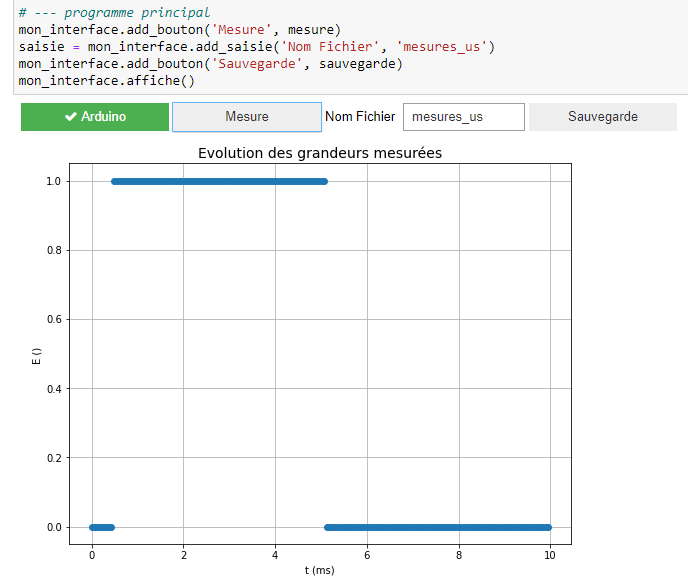 # --- programme principal
mon_interface.add_bouton('Mesure', mesure)
saisie = mon_interface.add_saisie('Nom Fichier', 'mesures_us')
mon_interface.add_bouton('Sauvegarde', sauvegarde)
mon_interface.affiche()
✔ Arduino Mesure Nom Fichier mesures_us Sauvegarde
Evolution des grandeurs mesurées
1.0
0.8
0.6
0.4
0.2
0.0
E ()
0 2 4 6 8 10
t (ms)